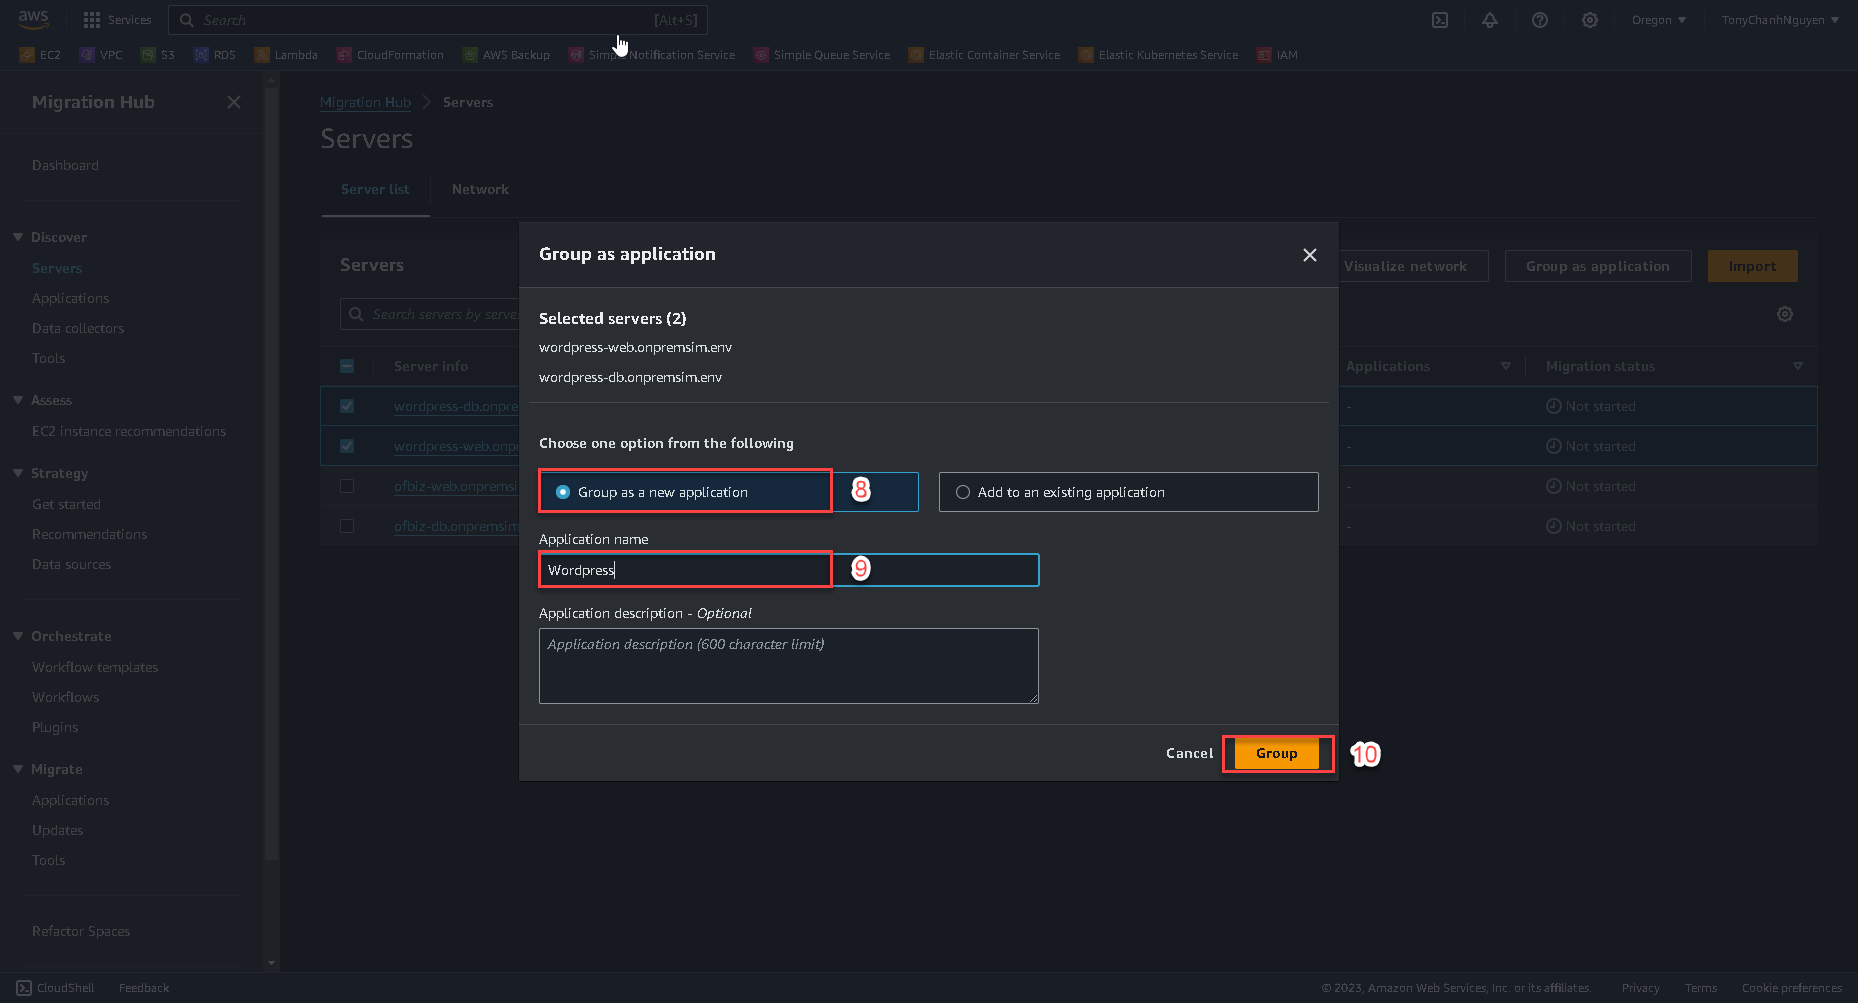 aws
Services
Search
[Alt+S]
Oregon
TonyChanhNguyen
EC2
VPC
S3
RDS
Lambda
CloudFormation
AWS Backup
Simple Notification Service
Simple Queue Service
Elastic Container Service
Elastic Kubernetes Service
IAM
Migration Hub
Dashboard
Discover
Servers
Applications
Data collectors
Tools
Assess
EC2 instance recommendations
Strategy
Get started
Recommendations
Data sources
Orchestrate
Workflow templates
Workflows
Plugins
Migrate
Applications
Updates
Tools
Refactor Spaces
Migration Hub
Servers
Servers
Server list
Network
Servers
Visualize network
Group as application
Import
Search servers by serve
Server info
Applications
Migration status
wordpress-db.onpre
-
Not started
wordpress-web.onp
-
Not started
ofbiz-web.onpremsi
-
Not started
ofbiz-db.onpremsim
-
Not started
Group as application
Selected servers (2)
wordpress-web.onpremsim.env
wordpress-db.onpremsim.env
Choose one option from the following
Group as a new application
8
Add to an existing application
Application name
Wordpress
9
Application description - Optional
Application description (600 character limit)
Cancel
Group
10
CloudShell
Feedback
© 2023, Amazon Web Services, Inc. or its affiliates.
Privacy
Terms
Cookie preferences